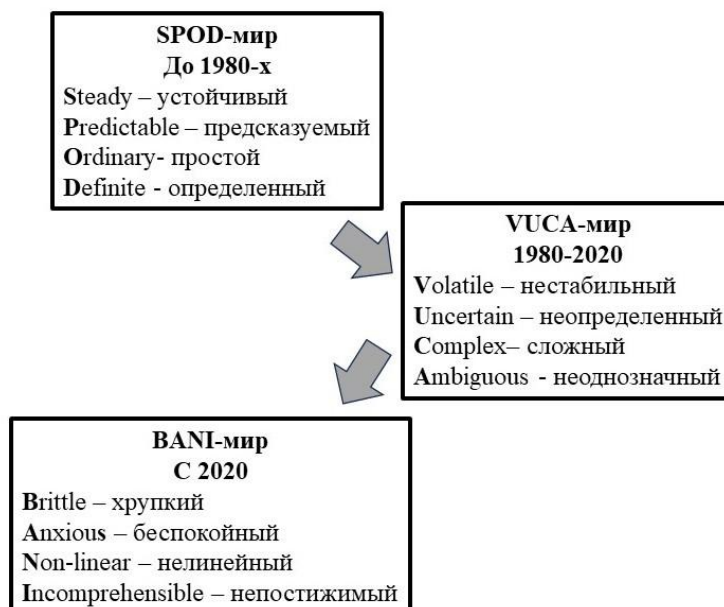 SPOD-мир
До 1980-х
Steady – устойчивый
Predictable – предсказуемый
Ordinary- простой
Definite - определенный
VUCA-мир
1980-2020
Volatile – нестабильный
Uncertain – неопределенный
Complex– сложный
Ambiguous - неоднозначный
BANI-мир
С 2020
Brittle – хрупкий
Anxious – беспокойный
Non-linear – нелинейный
Incomprehensible – непостижимый